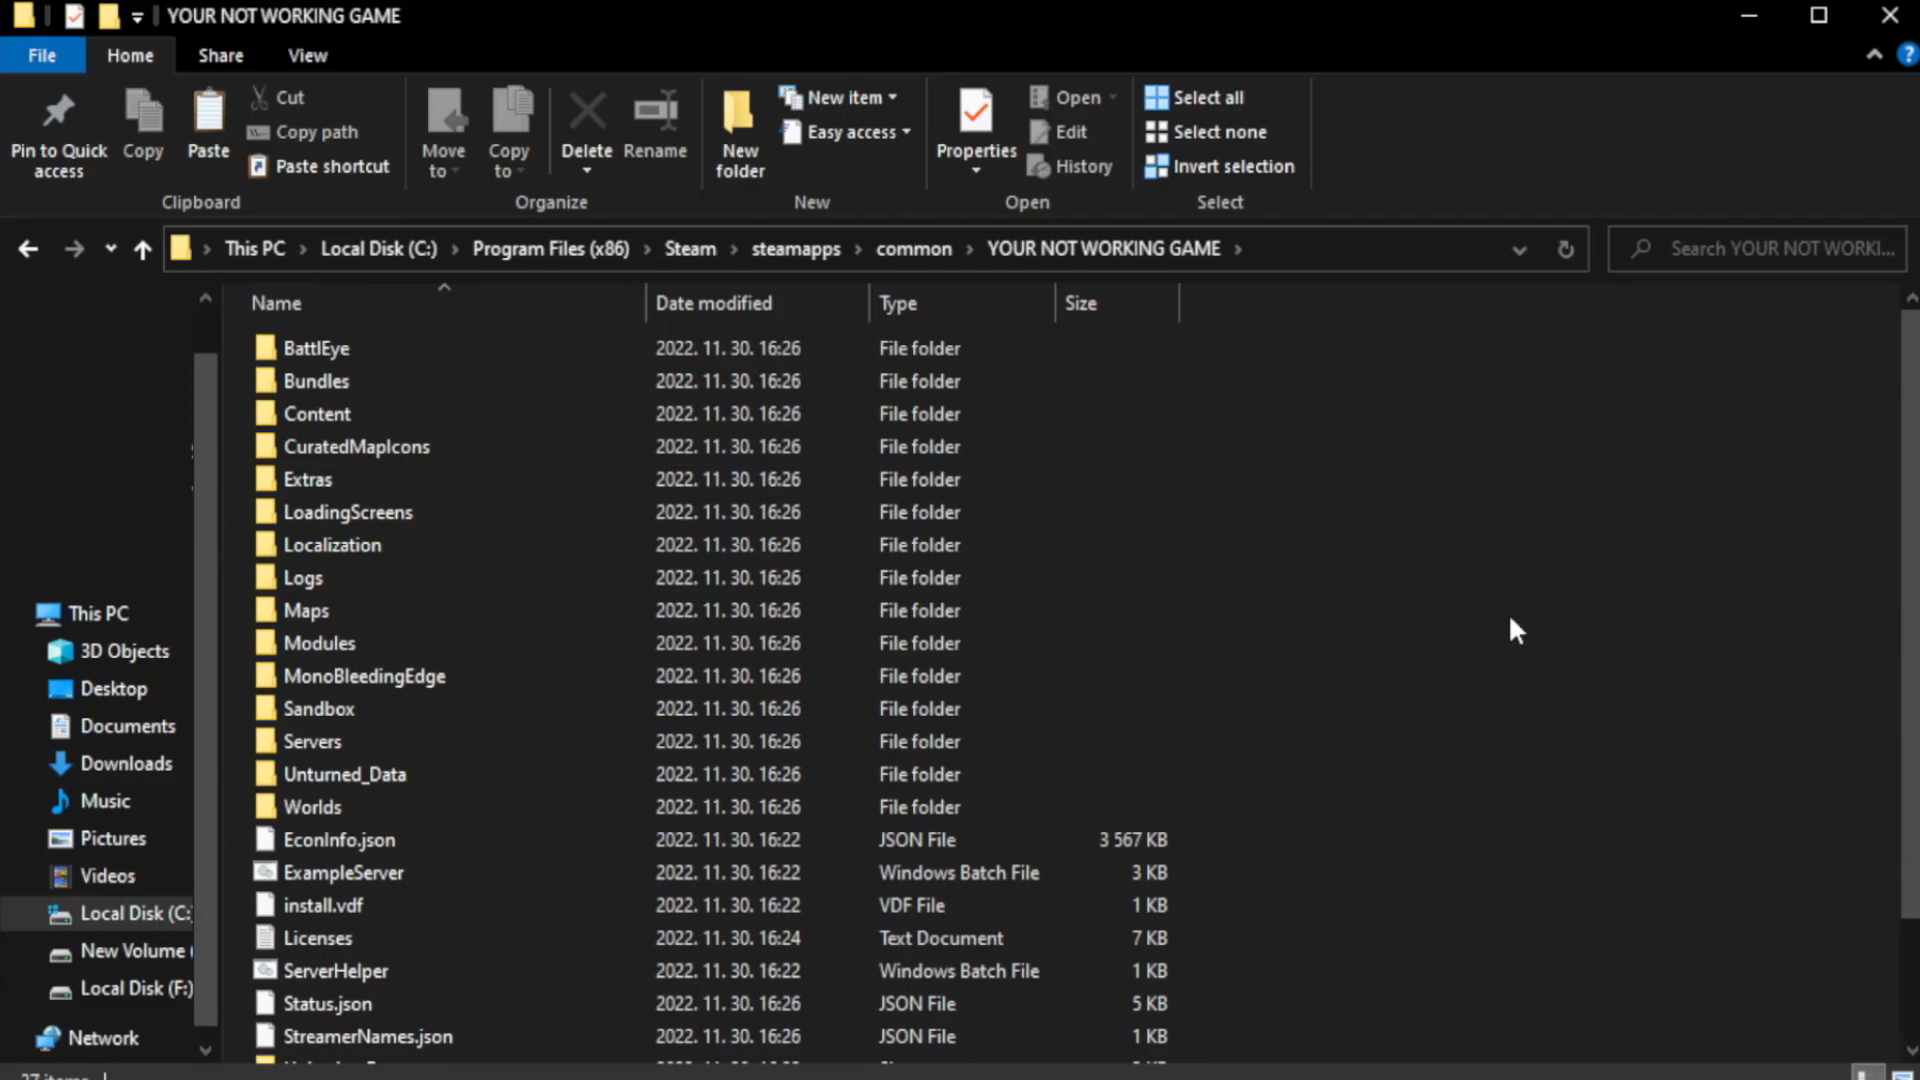 YOUR NOT WORKING GAME
File Home Share View
Pin to Quick access
Copy
Paste
Cut
Copy path
Paste shortcut
Clipboard
Move to
Copy to
Delete
Rename
Organize
New folder
New item
Easy access
New
Properties
Open
Edit
History
Open
Select all
Select none
Invert selection
Select
This PC Local Disk (C:) Program Files (x86) Steam steamapps common YOUR NOT WORKING GAME
Search YOUR NOT WORKI...
Name Date modified Type Size
BattlEye 2022. 11. 30. 16:26 File folder
Bundles 2022. 11. 30. 16:26 File folder
Content 2022. 11. 30. 16:26 File folder
CuratedMapIcons 2022. 11. 30. 16:26 File folder
Extras 2022. 11. 30. 16:26 File folder
LoadingScreens 2022. 11. 30. 16:26 File folder
Localization 2022. 11. 30. 16:26 File folder
Logs 2022. 11. 30. 16:26 File folder
Maps 2022. 11. 30. 16:26 File folder
Modules 2022. 11. 30. 16:26 File folder
MonoBleedingEdge 2022. 11. 30. 16:26 File folder
Sandbox 2022. 11. 30. 16:26 File folder
Servers 2022. 11. 30. 16:26 File folder
Unturned_Data 2022. 11. 30. 16:26 File folder
Worlds 2022. 11. 30. 16:26 File folder
EconInfo.json 2022. 11. 30. 16:22 JSON File 3 567 KB
ExampleServer 2022. 11. 30. 16:22 Windows Batch File 3 KB
install.vdf 2022. 11. 30. 16:22 VDF File 1 KB
Licenses 2022. 11. 30. 16:24 Text Document 7 KB
ServerHelper 2022. 11. 30. 16:22 Windows Batch File 1 KB
Status.json 2022. 11. 30. 16:26 JSON File 5 KB
StreamerNames.json 2022. 11. 30. 16:26 JSON File 1 KB
This PC
3D Objects
Desktop
Documents
Downloads
Music
Pictures
Videos
Local Disk (C:
New Volume (
Local Disk (F:)
Network